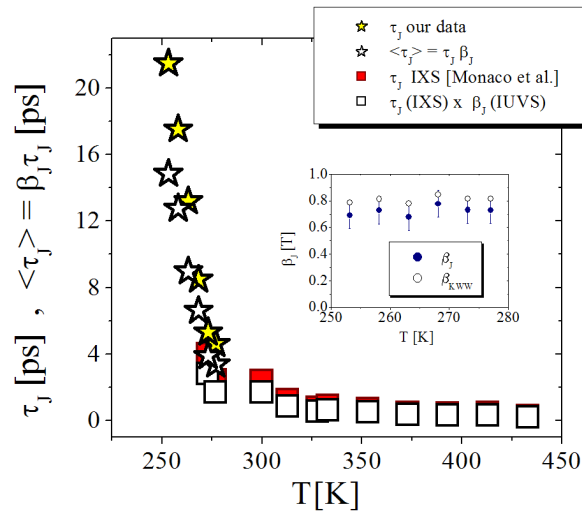 τJ our data
<τJ> = τJ βJ
τJ IXS [Monaco et al.]
τJ (IXS) x βJ (IUVS)
τJ [ps] , <τJ> = βJτJ [ps]
20
16
12
8
4
0
βJ [T]
1.0
0.8
0.6
0.4
0.2
0.0
βJ
βKWW
250 260 270 280
T [K]
250 300 350 400 450
T[K]